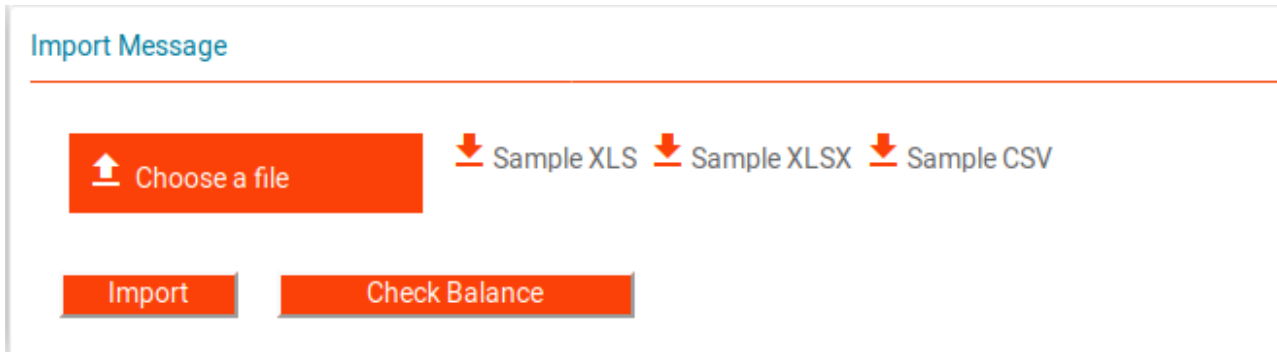 Import Message
Choose a file Sample XLS Sample XLSX Sample CSV
Import Check Balance